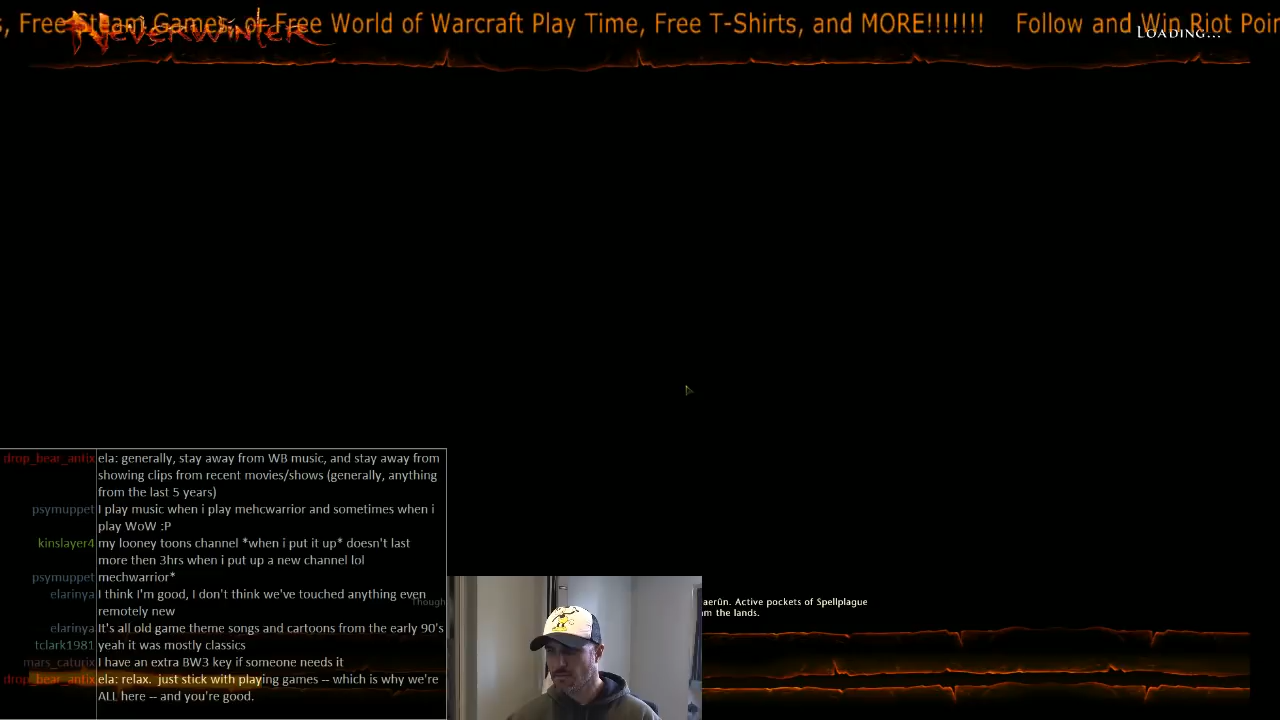 s, Free Steam Games, of Free World of Warcraft Play Time, Free T-Shirts, and MORE!!!!!!! Follow and Win Riot Poi
Neverwinter
Loading...
drop_bear_antix ela: generally, stay away from WB music, and stay away from
showing clips from recent movies/shows (generally, anything
from the last 5 years)
psymuppet I play music when i play mehcwarrior and sometimes when i
play WoW :P
kinslayer4 my looney toons channel *when i put it up* doesn't last
more then 3hrs when i put up a new channel lol
psymuppet mechwarrior*
elarinya I think I'm good, I don't think we've touched anything even
remotely new
elarinya It's all old game theme songs and cartoons from the early 90's
tclark1981 yeah it was mostly classics
mars_caturix I have an extra BW3 key if someone needs it
drop_bear_antix ela: relax. just stick with playing games -- which is why we're
ALL here -- and you're good.
Though
aerûn. Active pockets of Spellplague
am the lands.